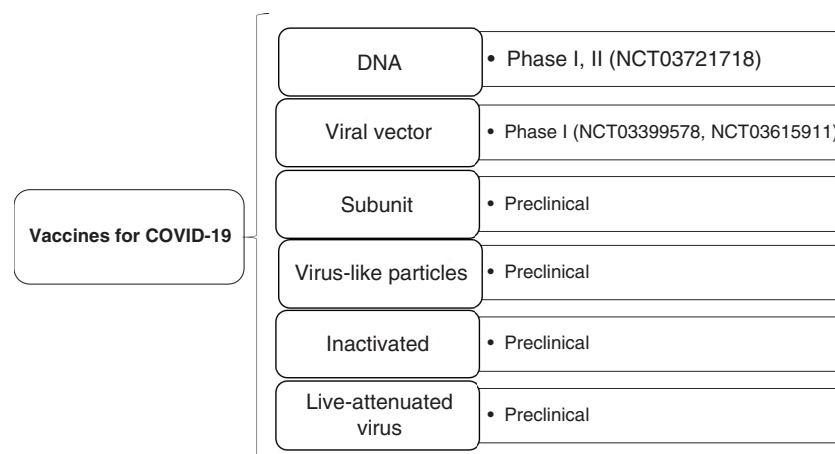 DNA
• Phase I, II (NCT03721718)
Viral vector
• Phase I (NCT03399578, NCT03615911)
Subunit
• Preclinical
Vaccines for COVID-19
Virus-like particles
• Preclinical
Inactivated
• Preclinical
Live-attenuated
virus
• Preclinical